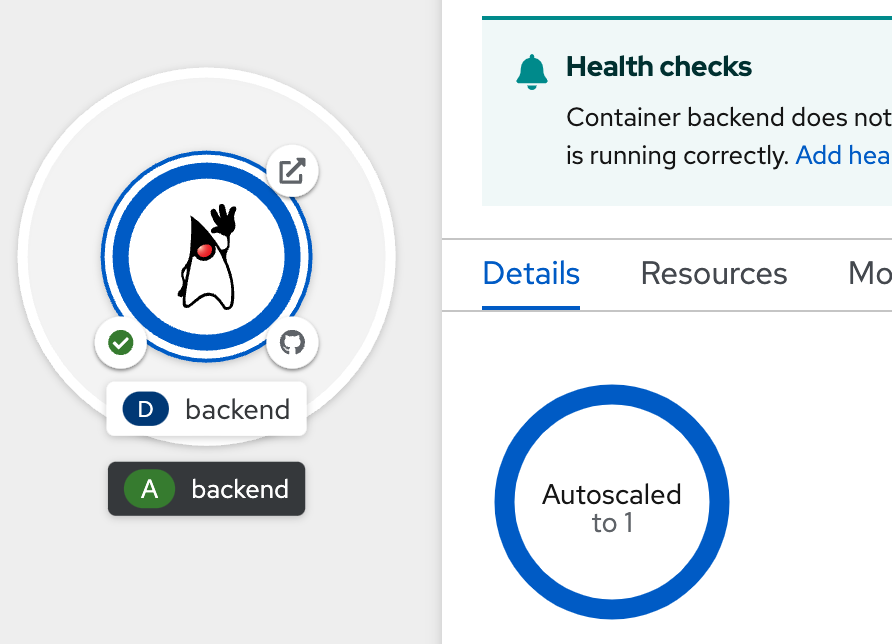 D backend
A backend
Health checks
Container backend does not
is running correctly. Add hea
Details Resources Mo
Autoscaled
to 1